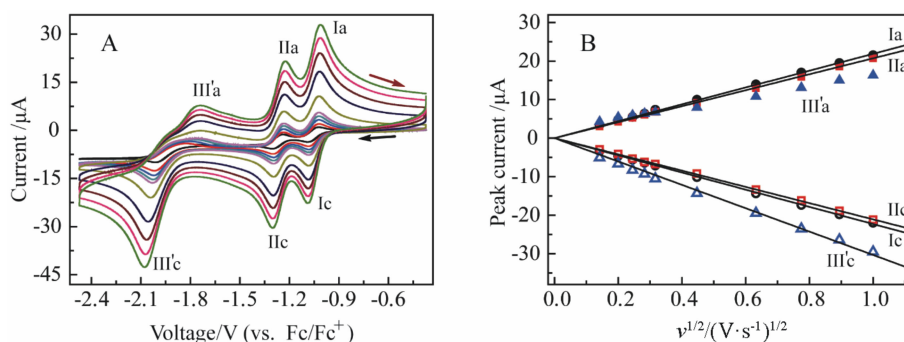 A
Ia
IIa
III'a
Ic
IIc
III'c
30
15
0
-15
-30
-45
Current /μA
-2.4 -2.1 -1.8 -1.5 -1.2 -0.9 -0.6
Voltage/V (vs. Fc/Fc+)
B
Ia
IIa
III'a
IIc
Ic
III'c
30
20
10
0
-10
-20
-30
Peak current /μA
0.0 0.2 0.4 0.6 0.8 1.0
v1/2/(V·s-1)1/2